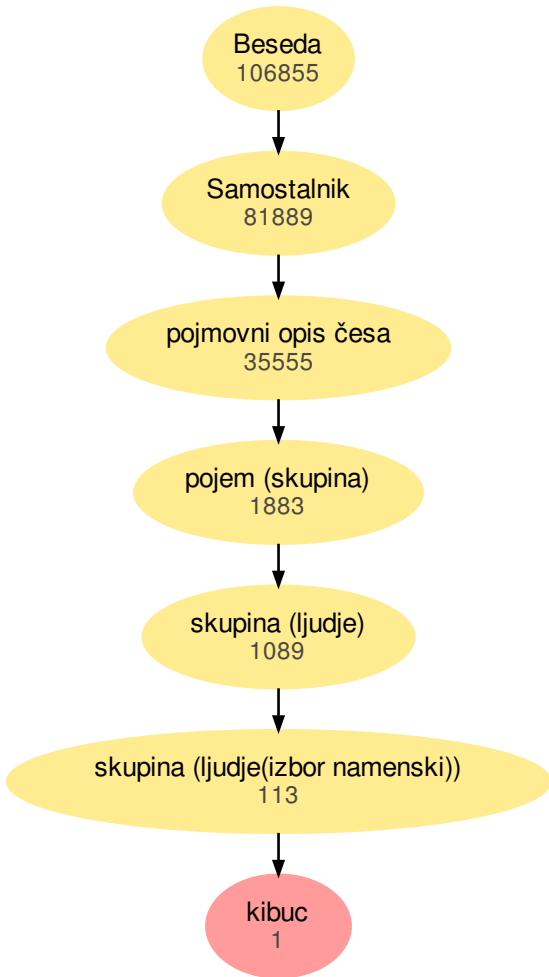 Beseda
106855
Samostalnik
81889
pojmovni opis česa
35555
pojem (skupina)
1883
skupina (ljudje)
1089
skupina (ljudje(izbor namenski))
113
kibuc
1